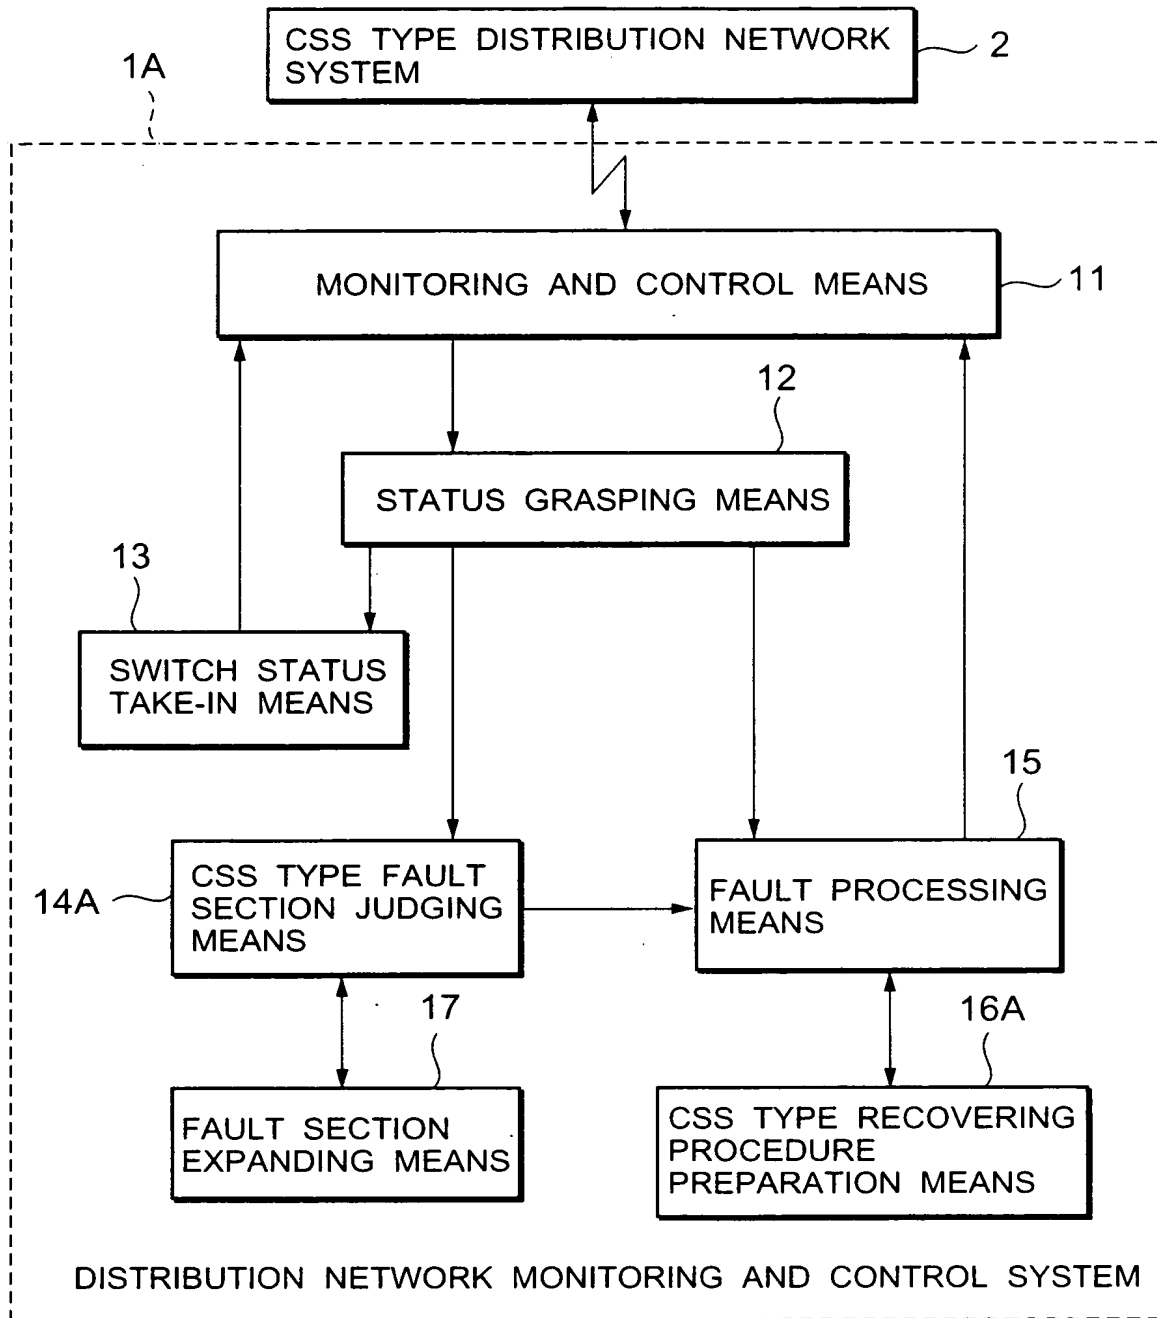 CSS TYPE DISTRIBUTION NETWORK
SYSTEM
2
1A
MONITORING AND CONTROL MEANS
11
12
STATUS GRASPING MEANS
13
SWITCH STATUS
TAKE-IN MEANS
15
14A
CSS TYPE FAULT
SECTION JUDGING
MEANS
FAULT PROCESSING
MEANS
17
16A
FAULT SECTION
EXPANDING MEANS
CSS TYPE RECOVERING
PROCEDURE
PREPARATION MEANS
DISTRIBUTION NETWORK MONITORING AND CONTROL SYSTEM